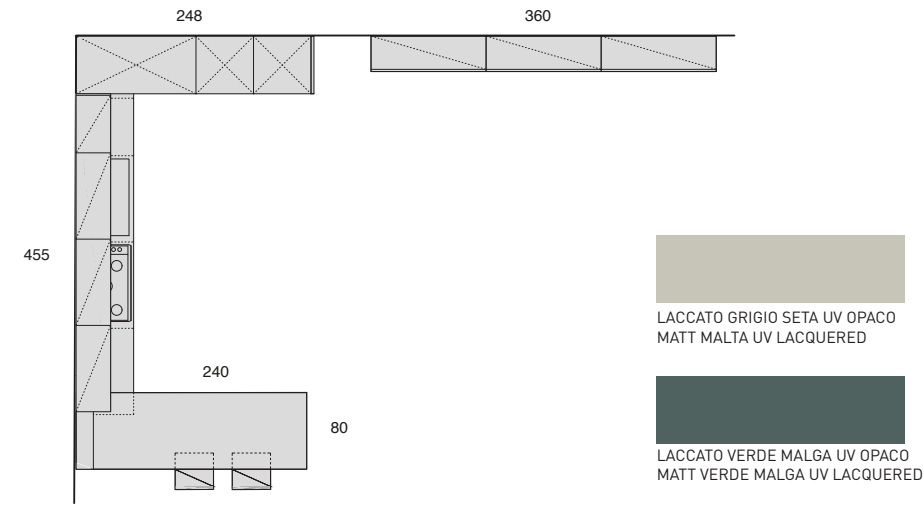 248
360
455
240
80
LACCATO GRIGIO SETA UV OPACO
MATT MALTA UV LACQUERED
LACCATO VERDE MALGA UV OPACO
MATT VERDE MALGA UV LACQUERED